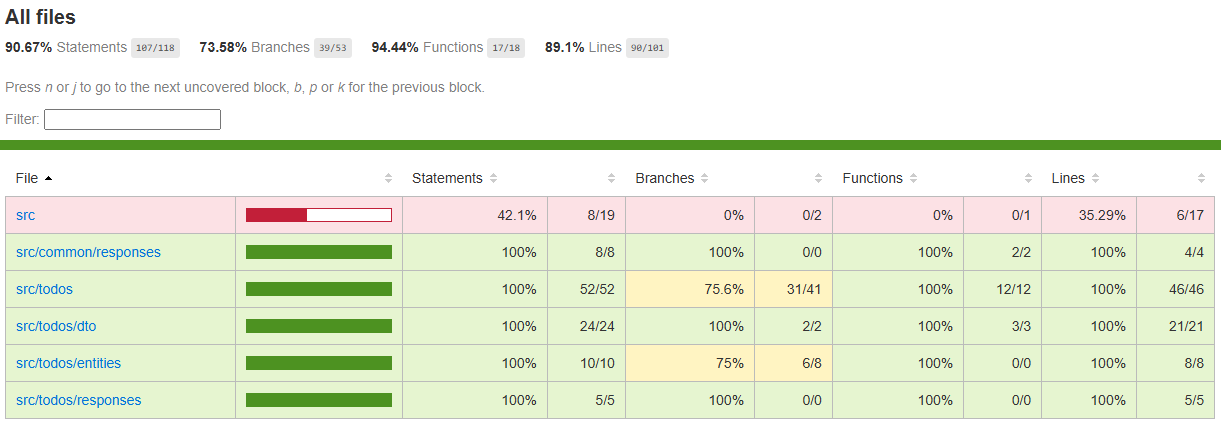 All files
90.67% Statements 107/118 73.58% Branches 39/53 94.44% Functions 17/18 89.1% Lines 90/101
Press n or j to go to the next uncovered block, b, p or k for the previous block.
Filter:
File Statements Branches Functions Lines
src 42.1% 8/19 0% 0/2 0% 0/1 35.29% 6/17
src/common/responses 100% 8/8 100% 0/0 100% 2/2 100% 4/4
src/todos 100% 52/52 75.6% 31/41 100% 12/12 100% 46/46
src/todos/dto 100% 24/24 100% 2/2 100% 3/3 100% 21/21
src/todos/entities 100% 10/10 75% 6/8 100% 0/0 100% 8/8
src/todos/responses 100% 5/5 100% 0/0 100% 0/0 100% 5/5